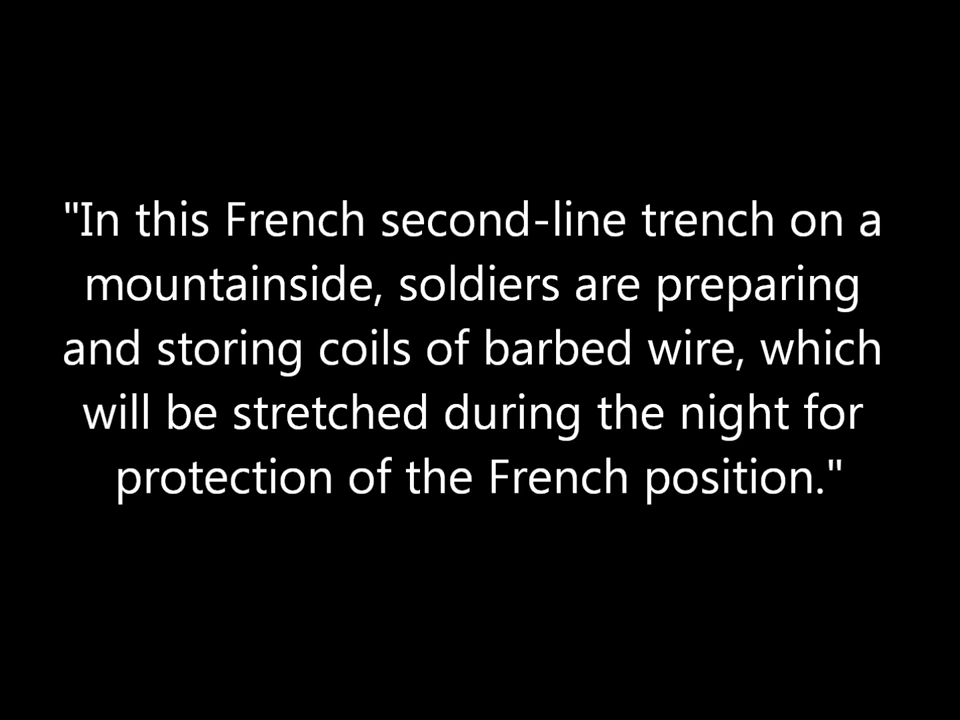 "In this French second-line trench on a
mountainside, soldiers are preparing
and storing coils of barbed wire, which
will be stretched during the night for
protection of the French position."